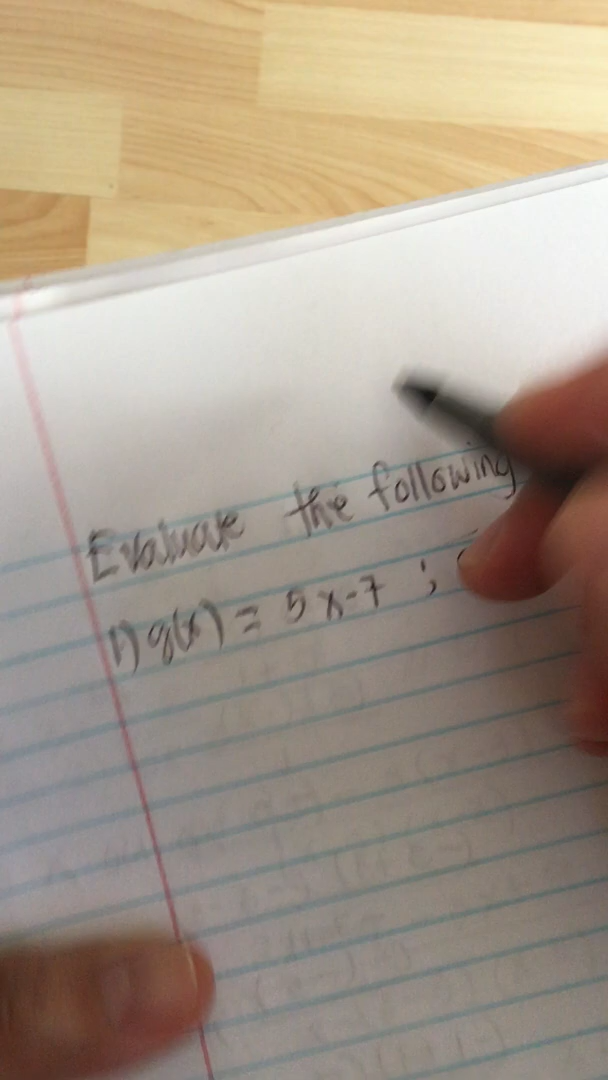 Evaluate the following
1) g(x) = 5x-7 ;